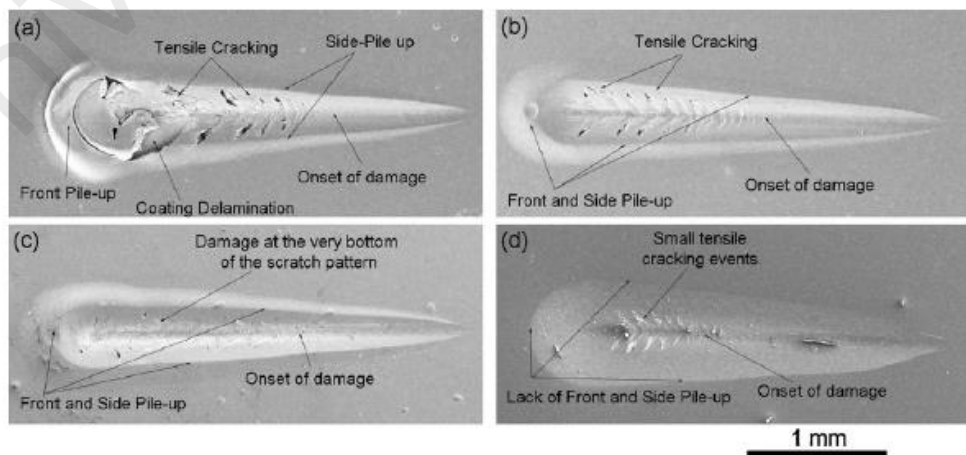 (a)
Tensile Cracking
Side-Pile up
Onset of damage
Front Pile-up
Coating Delamination
(b)
Tensile Cracking
Onset of damage
Front and Side Pile-up
(c)
Damage at the very bottom
of the scratch pattern
Onset of damage
Front and Side Pile-up
(d)
Small tensile
cracking events
Onset of damage
Lack of Front and Side Pile-up
1 mm